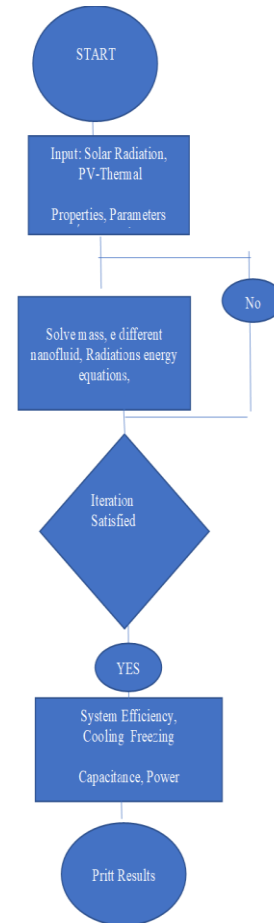 START
Input: Solar Radiation,
PV-Thermal
Properties, Parameters
No
Solve mass, e different
nanofluid, Radiations energy
equations,
Iteration
Satisfied
YES
System Efficiency,
Cooling Freezing
Capacitance, Power
Pritt Results